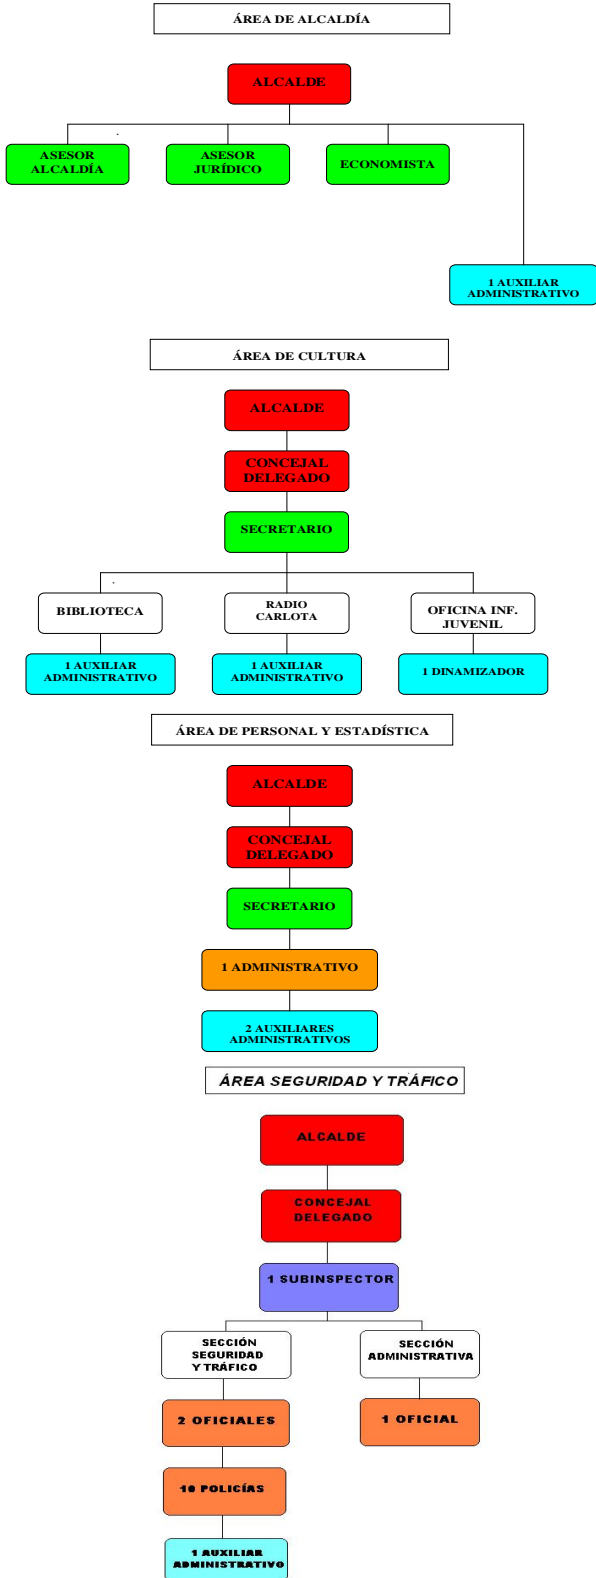 ÁREA DE ALCALDÍA
ALCALDE
ASESOR
ALCALDÍA
ASESOR
JURÍDICO
ECONOMISTA
1 AUXILIAR
ADMINISTRATIVO
ÁREA DE CULTURA
ALCALDE
CONCEJAL
DELEGADO
SECRETARIO
BIBLIOTECA
RADIO
CARLOTA
OFICINA INF.
JUVENIL
1 AUXILIAR
ADMINISTRATIVO
1 AUXILIAR
ADMINISTRATIVO
1 DINAMIZADOR
ÁREA DE PERSONAL Y ESTADÍSTICA
ALCALDE
CONCEJAL
DELEGADO
SECRETARIO
1 ADMINISTRATIVO
2 AUXILIARES
ADMINISTRATIVOS
ÁREA SEGURIDAD Y TRÁFICO
ALCALDE
CONCEJAL
DELEGADO
1 SUBINSPECTOR
SECCIÓN
SEGURIDAD
Y TRÁFICO
SECCIÓN
ADMINISTRATIVA
2 OFICIALES
1 OFICIAL
10 POLICÍAS
1 AUXILIAR
ADMINISTRATIVO